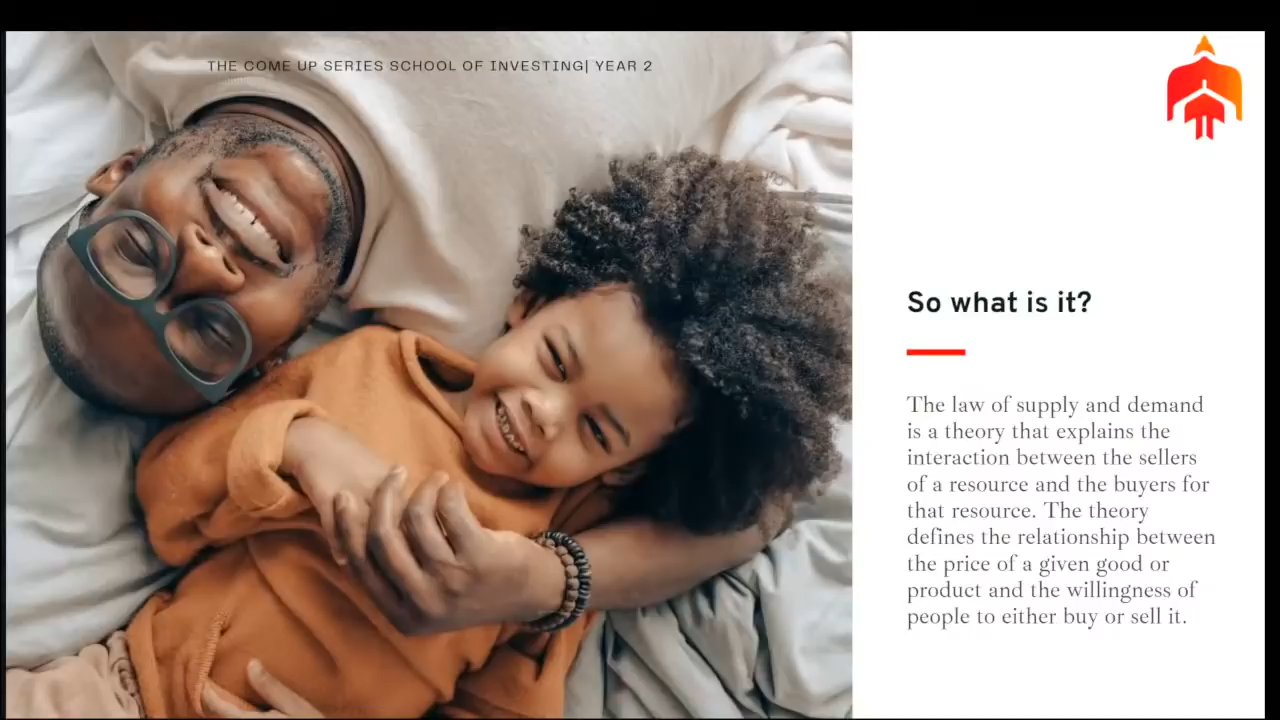 THE COME UP SERIES SCHOOL OF INVESTING| YEAR 2
So what is it?
The law of supply and demand
is a theory that explains the
interaction between the sellers
of a resource and the buyers for
that resource. The theory
defines the relationship between
the price of a given good or
product and the willingness of
people to either buy or sell it.